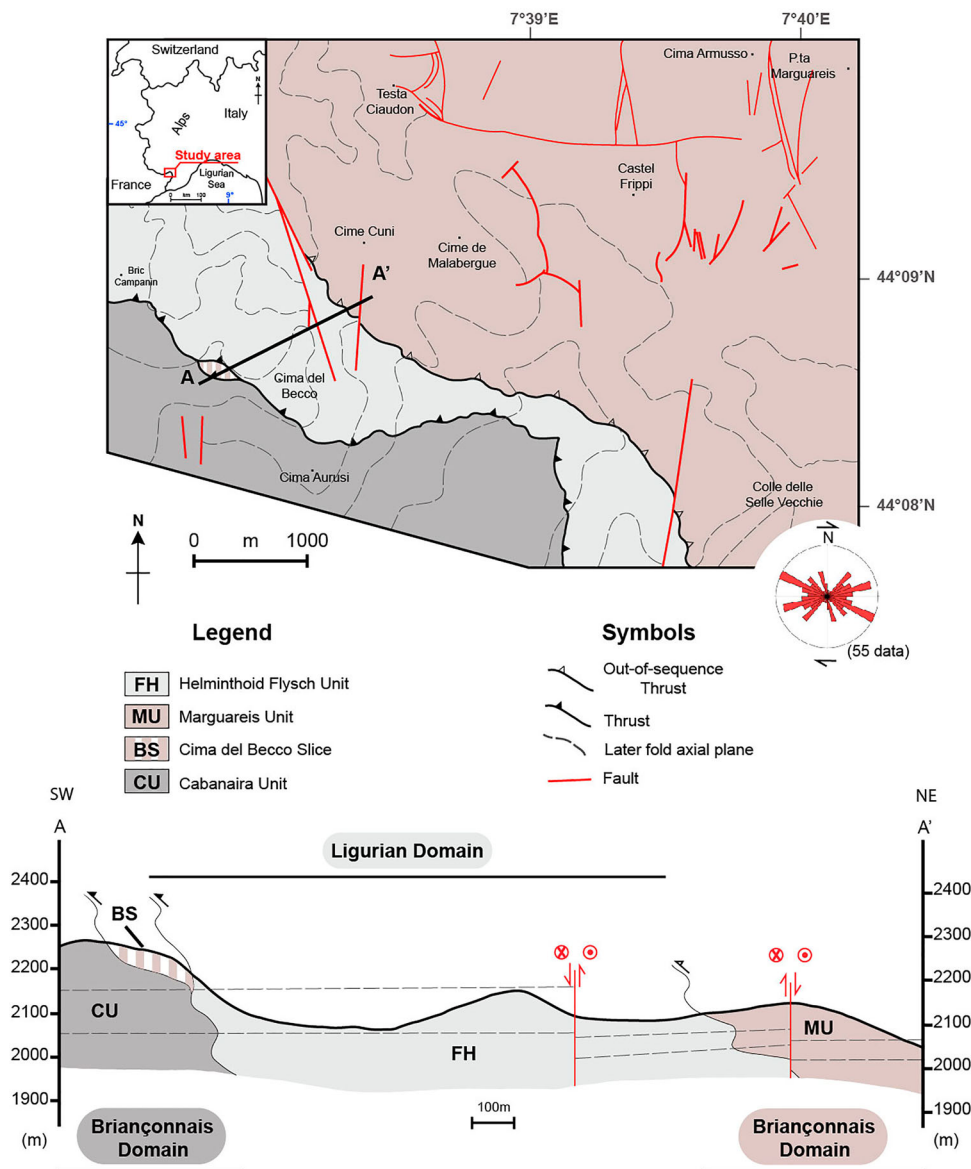 7°39'E
7°40'E
Switzerland
N
45°
Alps
Italy
Study area
France
Ligurian
Sea
0 km 100
9°
Testa
Ciaudon
Cima Armusso
P.ta
Marguareis
Castel
Frippi
Cime Cuni
Cime de
Malabergue
A'
Bric
Campanin
44°09'N
A
Cima del
Becco
Cima Aurusi
Colle delle
Selle Vecchie
44°08'N
N
0 m 1000
N
(55 data)
Legend
FH Helminthoid Flysch Unit
MU Marguareis Unit
BS Cima del Becco Slice
CU Cabanaira Unit
Symbols
Out-of-sequence
Thrust
Thrust
Later fold axial plane
Fault
SW
A
NE
A'
Ligurian Domain
2400
2300
2200
2100
2000
1900
(m)
BS
CU
FH
MU
2400
2300
2200
2100
2000
1900
(m)
100m
Briançonnais
Domain
Briançonnais
Domain